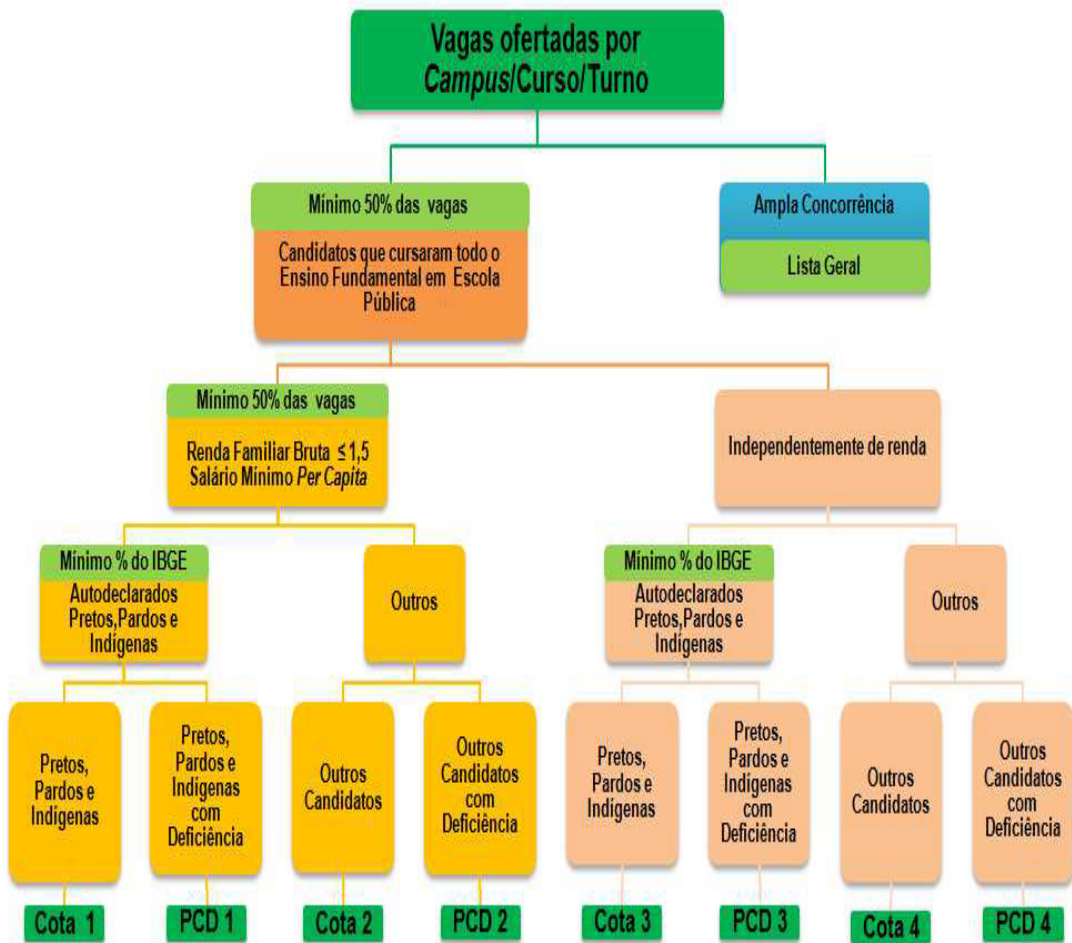 Vagas ofertadas por
Campus/Curso/Turno
Mínimo 50% das vagas
Candidatos que cursaram todo o
Ensino Fundamental em Escola
Pública
Ampla Concorrência
Lista Geral
Mínimo 50% das vagas
Renda Familiar Bruta ≤ 1,5
Salário Mínimo Per Capita
Independentemente de renda
Mínimo % do IBGE
Autodeclarados
Pretos,Pardos e
Indígenas
Outros
Mínimo % do IBGE
Autodeclarados
Pretos,Pardos e
Indígenas
Outros
Pretos,
Pardos e
Indígenas
Pretos,
Pardos e
Indígenas
com
Deficiência
Outros
Candidatos
Outros
Candidatos
com
Deficiência
Pretos,
Pardos e
Indígenas
Pretos,
Pardos e
Indígenas
com
Deficiência
Outros
Candidatos
Outros
Candidatos
com
Deficiência
Cota 1
PCD 1
Cota 2
PCD 2
Cota 3
PCD 3
Cota 4
PCD 4